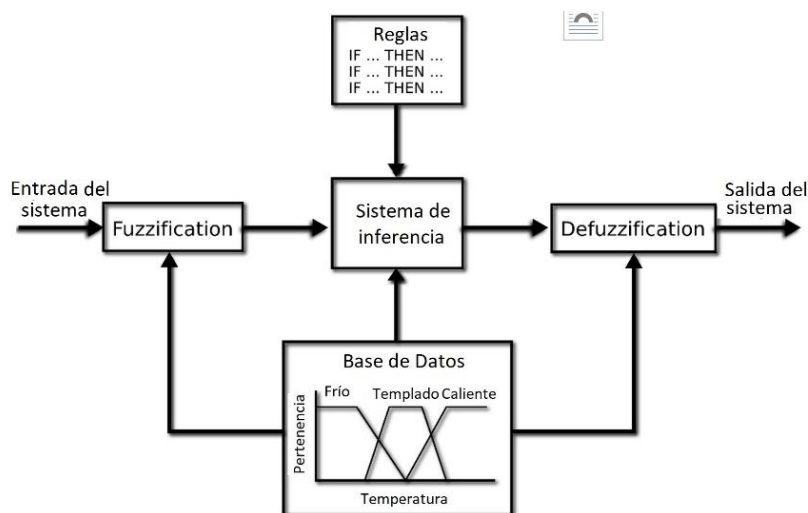 Reglas
IF ... THEN ...
IF ... THEN ...
IF ... THEN ...
Entrada del
sistema
Fuzzification
Sistema de
inferencia
Defuzzification
Salida del
sistema
Base de Datos
Frío
Templado
Caliente
Pertenencia
Temperatura